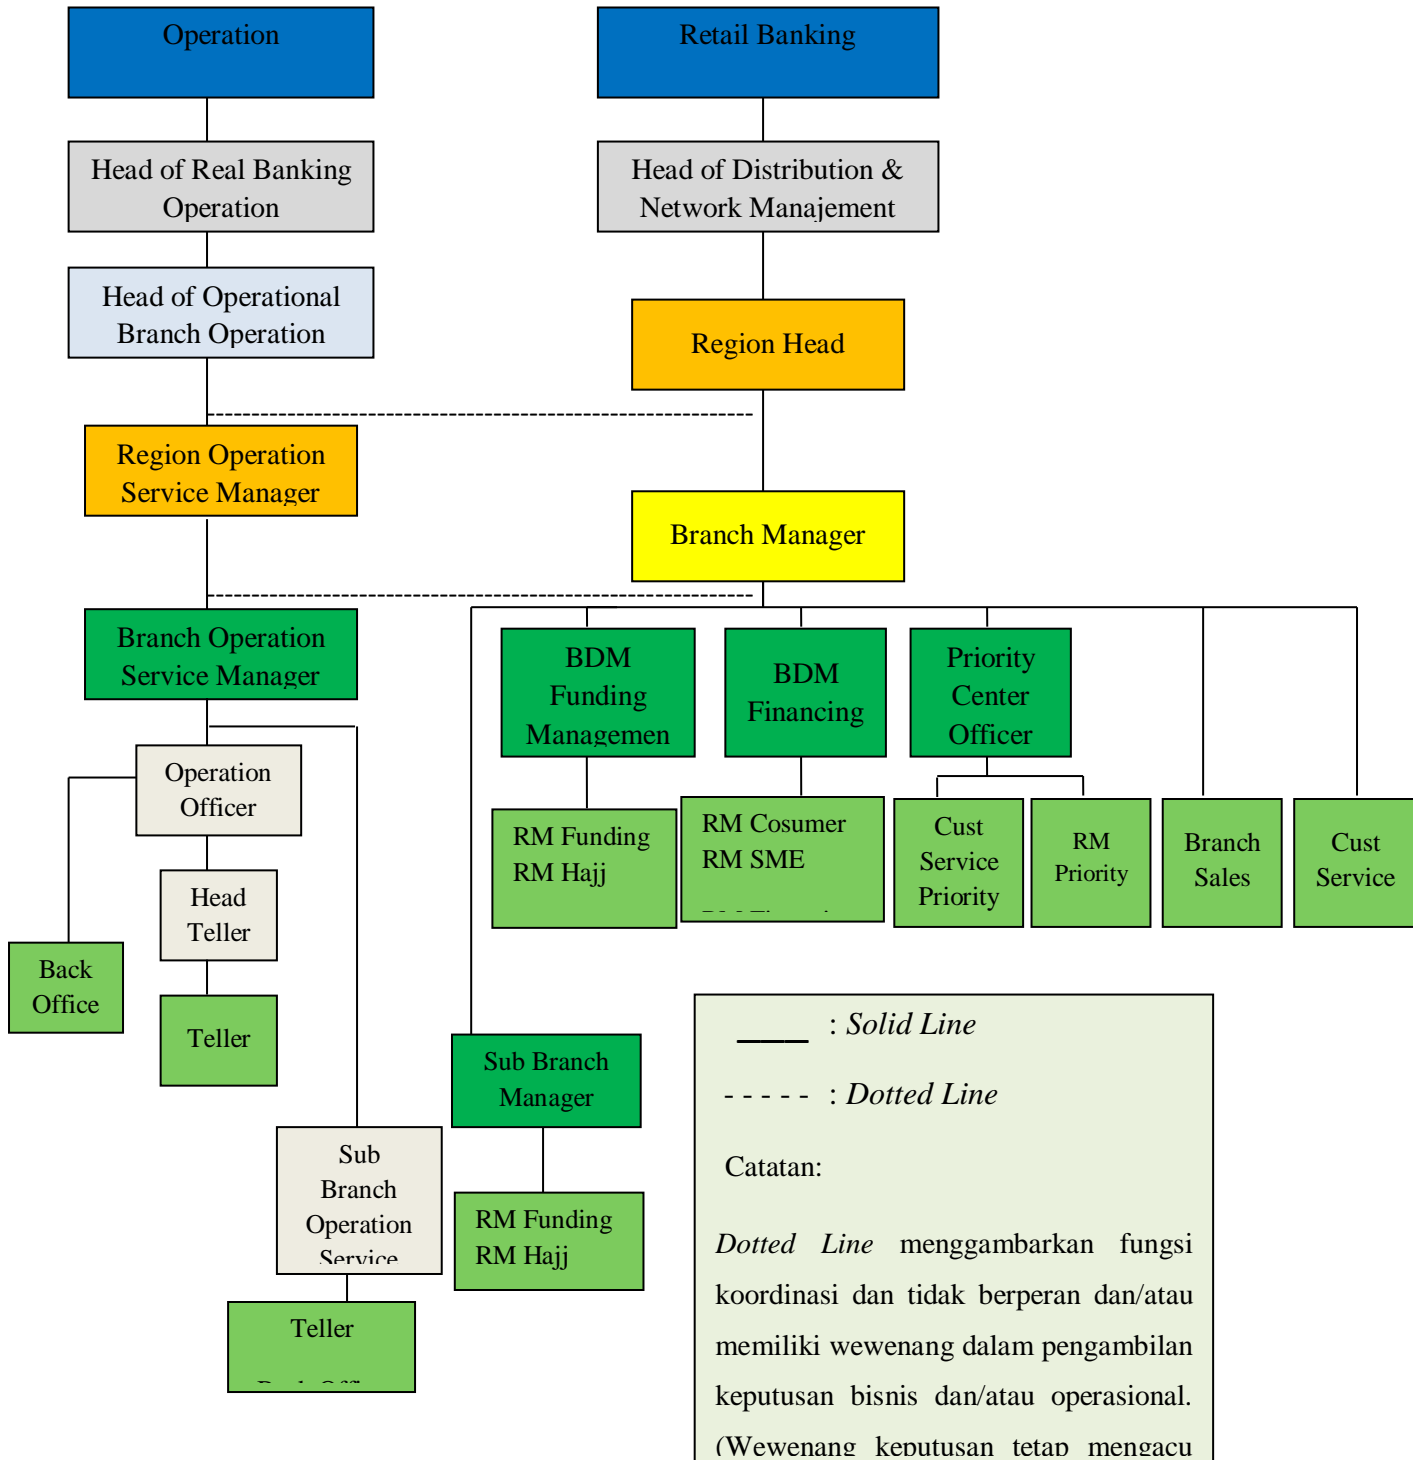 Operation
Retail Banking
Head of Real Banking
Operation
Head of Distribution &
Network Manajement
Head of Operational
Branch Operation
Region Head
Region Operation
Service Manager
Branch Manager
Branch Operation
Service Manager
BDM
Funding
Managemen
BDM
Financing
Priority
Center
Officer
Operation
Officer
RM Funding
RM Hajj
RM Cosumer
RM SME
Cust
Service
Priority
RM
Priority
Branch
Sales
Cust
Service
Head
Teller
Back
Office
Teller
Sub Branch
Manager
Sub
Branch
Operation
Service
RM Funding
RM Hajj
Teller
: Solid Line
- - - - - : Dotted Line
Catatan:
Dotted Line menggambarkan fungsi
koordinasi dan tidak berperan dan/atau
memiliki wewenang dalam pengambilan
keputusan bisnis dan/atau operasional.
(Wewenang keputusan tetap mengacu